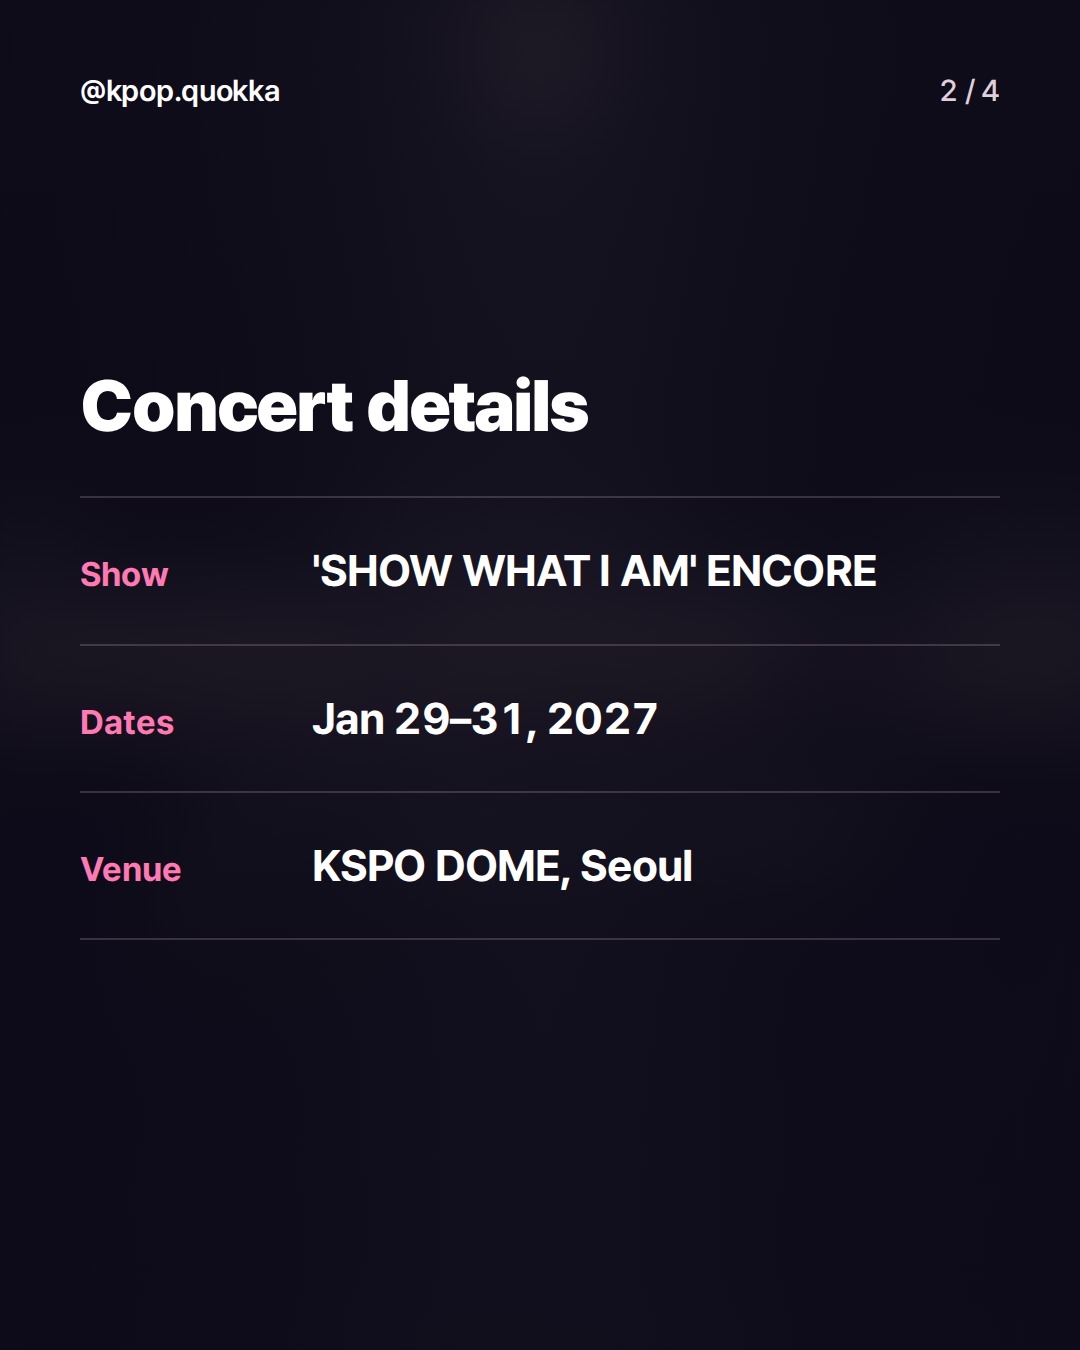 @kpop.quokka
2 / 4
Concert details
Show
'SHOW WHAT I AM' ENCORE
Dates
Jan 29–31, 2027
Venue
KSPO DOME, Seoul